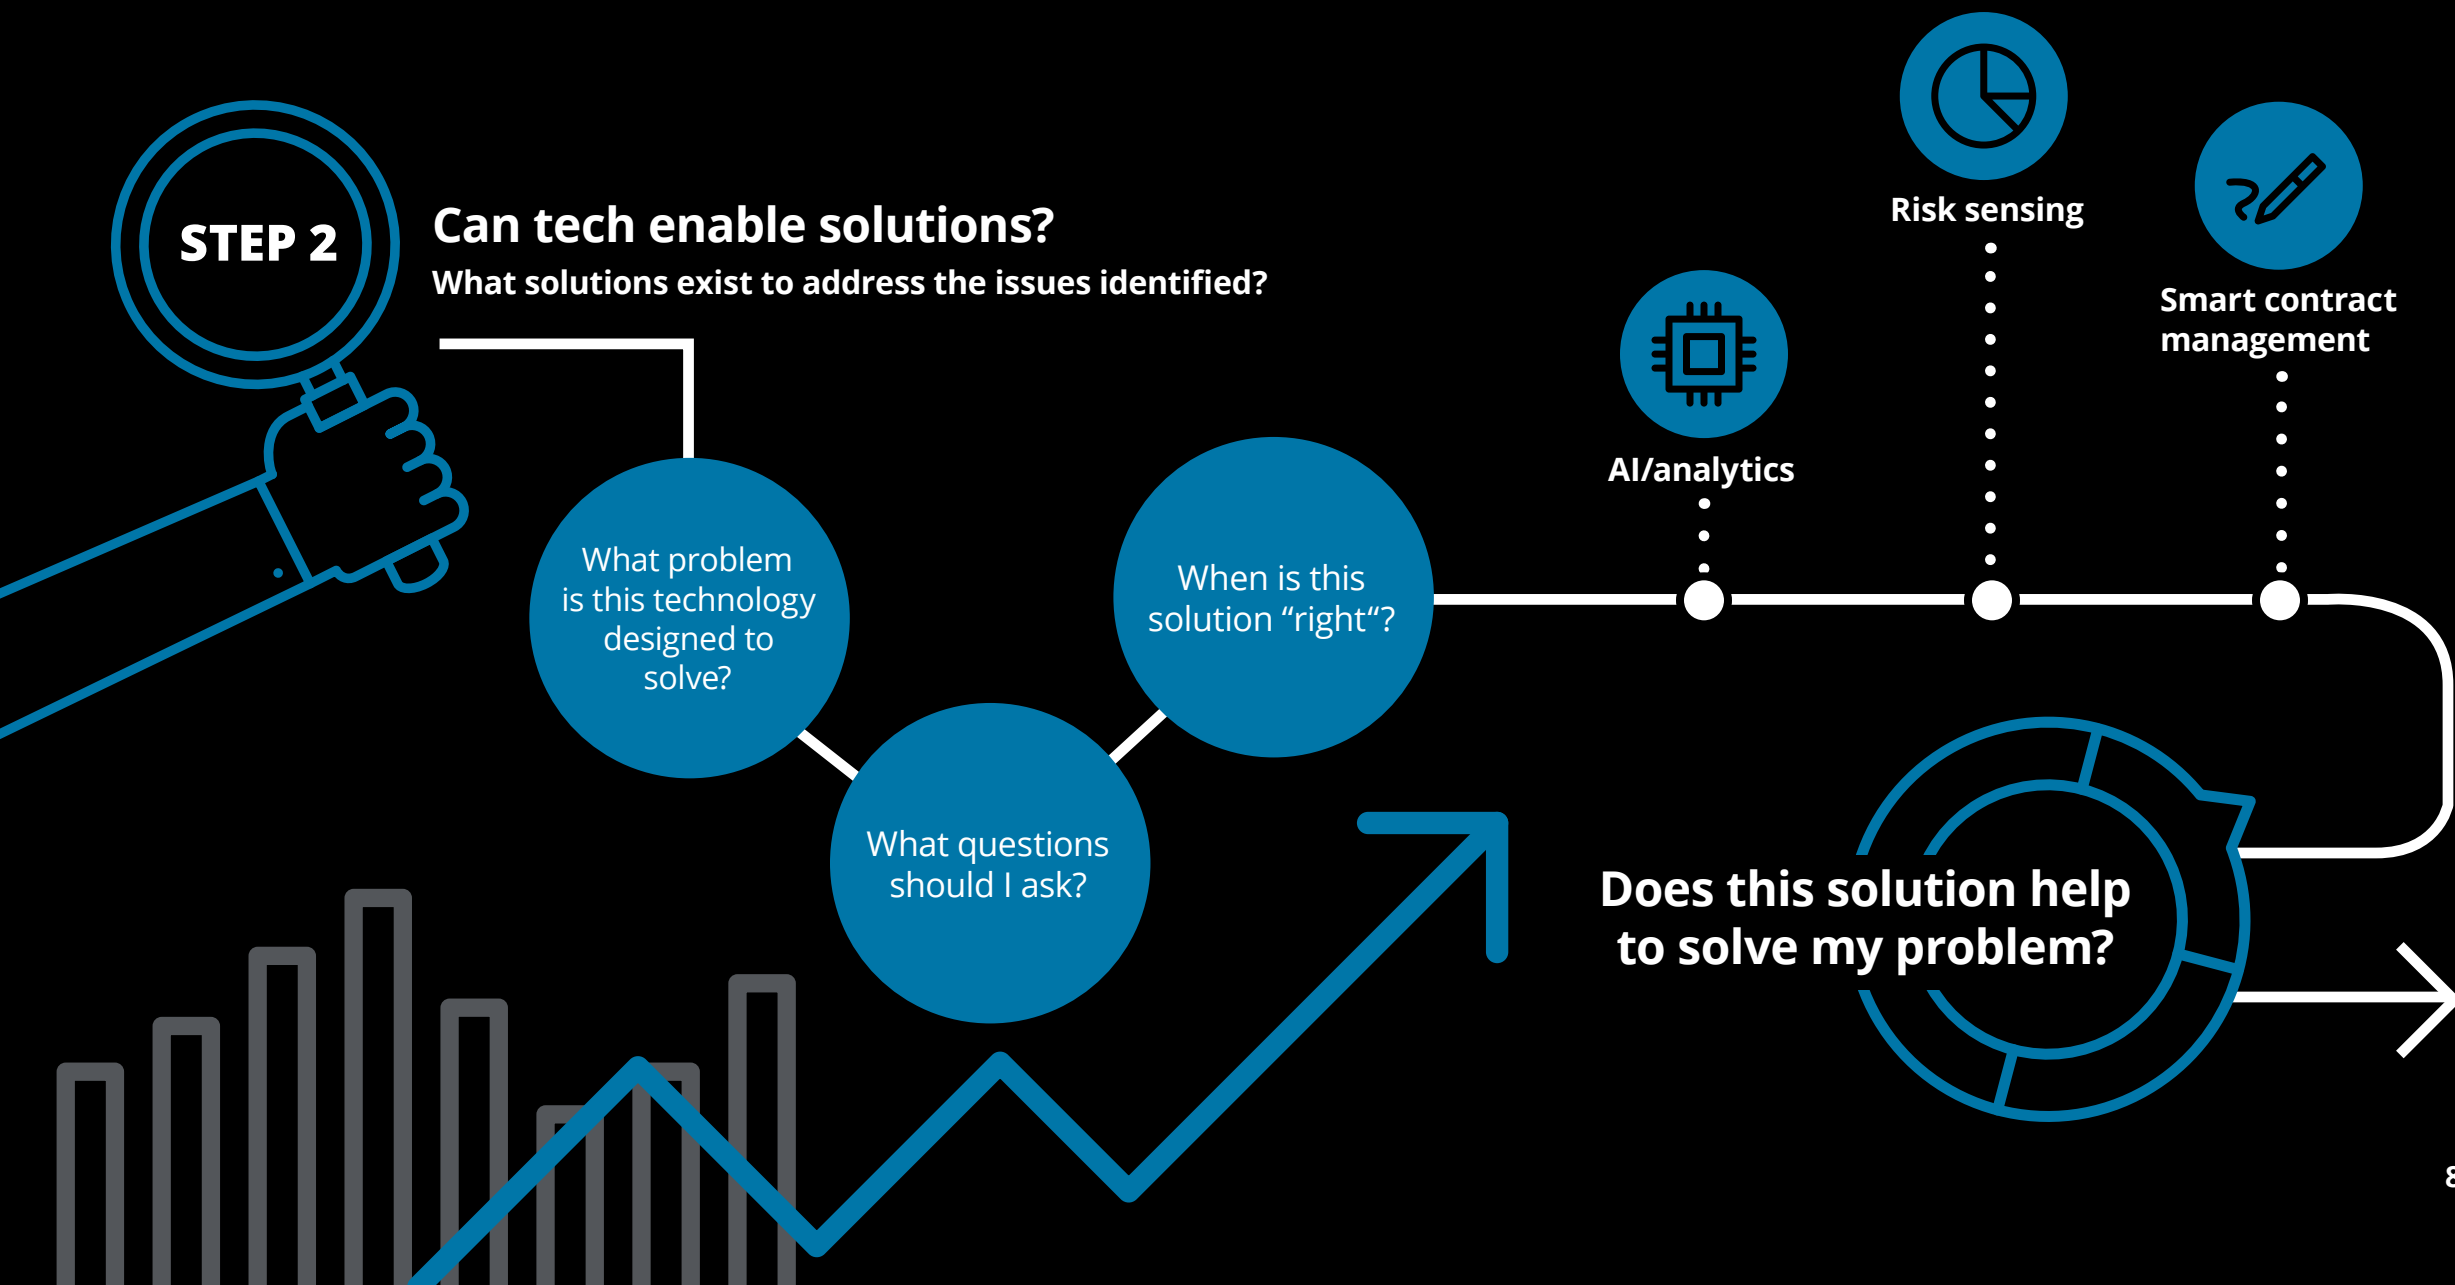 STEP 2
Can tech enable solutions?
What solutions exist to address the issues identified?
What problem
is this technology
designed to
solve?
What questions
should I ask?
When is this
solution “right“?
AI/analytics
Risk sensing
Smart contract
management
Does this solution help
to solve my problem?
8